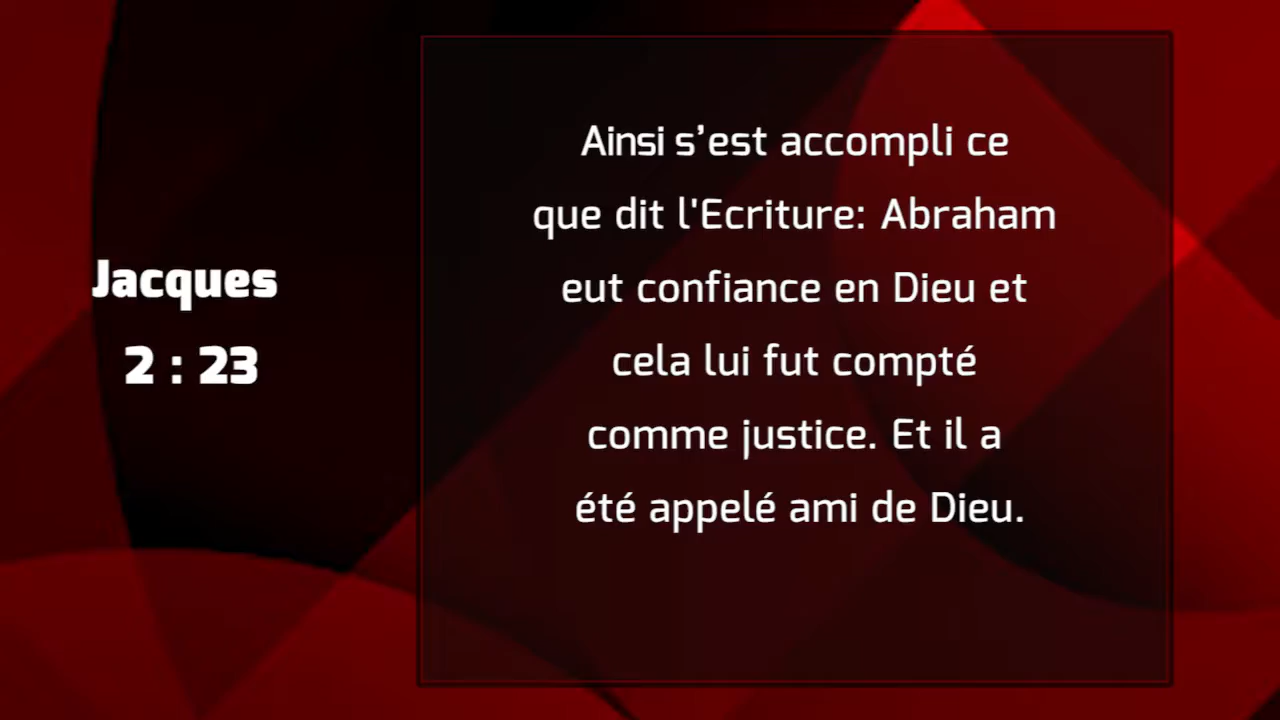 Jacques
2 : 23
Ainsi s’est accompli ce
que dit l'Ecriture: Abraham
eut confiance en Dieu et
cela lui fut compté
comme justice. Et il a
été appelé ami de Dieu.